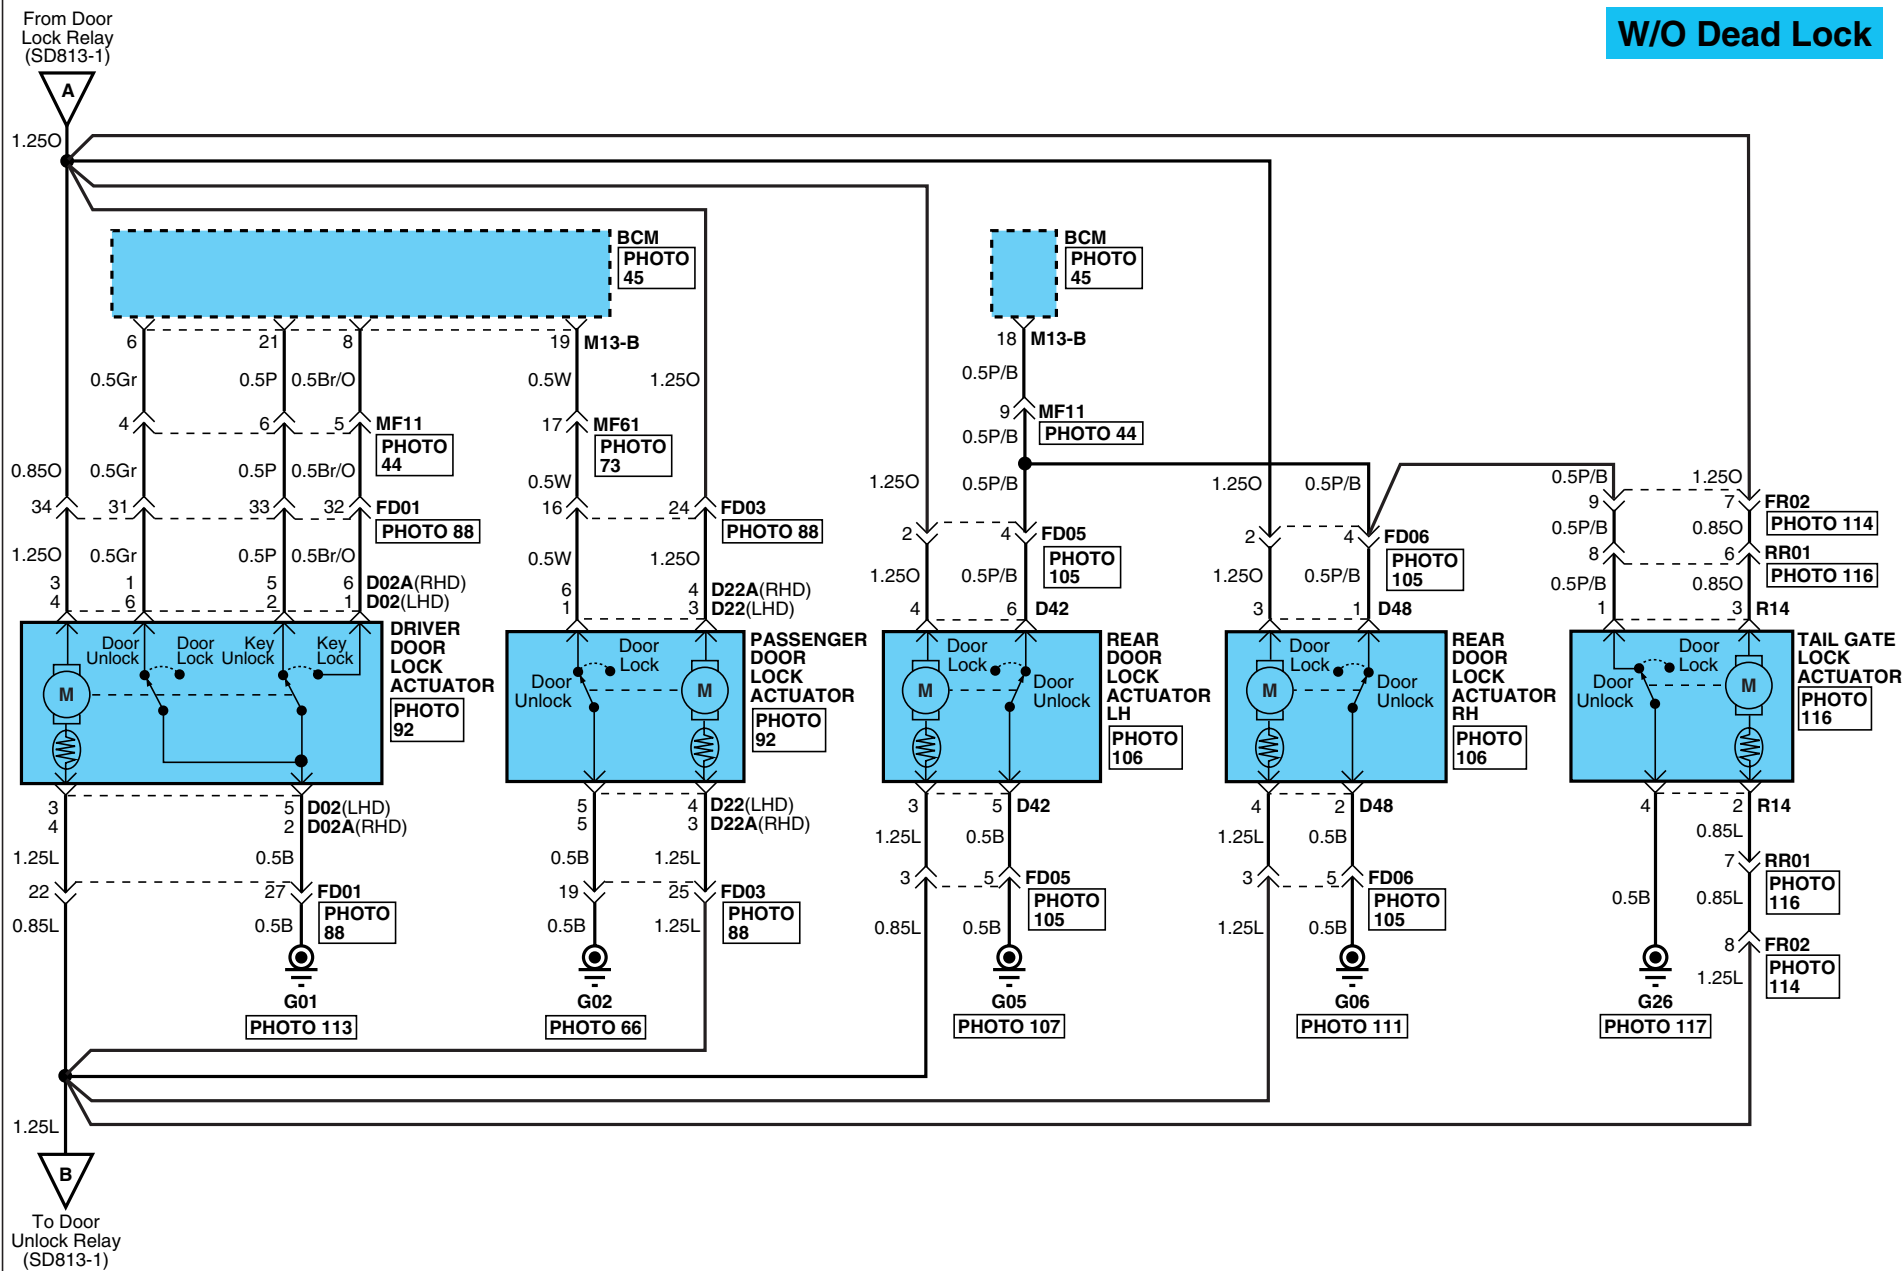 From Door
Lock Relay
(SD813-1)
W/O Dead Lock
A
1.25O
BCM
PHOTO
45
BCM
PHOTO
45
6 21 8 19 M13-B
18 M13-B
0.5Gr 0.5P 0.5Br/O 0.5W 1.25O
0.5P/B
4 6 5 MF11
PHOTO
44
17 MF61
PHOTO
73
9 MF11
PHOTO 44
0.5P/B
0.85O 0.5Gr 0.5P 0.5Br/O 0.5W
1.25O 0.5P/B 1.25O 0.5P/B 0.5P/B 1.25O
34 31 33 32 FD01
PHOTO 88
16 24 FD03
PHOTO 88
2 4 FD05
PHOTO
105
2 4 FD06
PHOTO
105
9 7 FR02
PHOTO 114
0.5P/B 0.85O
8 6 RR01
PHOTO 116
0.5P/B 0.85O
1.25O 0.5Gr 0.5P 0.5Br/O 0.5W 1.25O 1.25O 0.5P/B 1.25O 0.5P/B
3 1 5 6 D02A(RHD)
4 6 2 1 D02(LHD)
6 4 D22A(RHD)
1 3 D22(LHD)
4 6 D42
3 1 D48
1 3 R14
Door
Unlock
Door
Lock
Key
Unlock
Key
Lock
M
DRIVER
DOOR
LOCK
ACTUATOR
PHOTO
92
Door
Lock
Door
Unlock
M
PASSENGER
DOOR
LOCK
ACTUATOR
PHOTO
92
Door
Lock
Door
Unlock
M
REAR
DOOR
LOCK
ACTUATOR
LH
PHOTO
106
Door
Lock
Door
Unlock
M
REAR
DOOR
LOCK
ACTUATOR
RH
PHOTO
106
Door
Lock
Door
Unlock
M
TAIL GATE
LOCK
ACTUATOR
PHOTO
116
3 5 D02(LHD)
4 2 D02A(RHD)
5 4 D22(LHD)
5 3 D22A(RHD)
3 5 D42
4 2 D48
4 2 R14
1.25L 0.5B 0.5B 1.25L 1.25L 0.5B 1.25L 0.5B 0.85L
22 27 FD01
PHOTO
88
19 25 FD03
PHOTO
88
3 5 FD05
PHOTO
105
3 5 FD06
PHOTO
105
7 RR01
PHOTO
116
0.85L 0.5B 0.5B 1.25L 0.85L 0.5B 1.25L 0.5B 0.5B 0.85L
8 FR02
PHOTO
114
1.25L
G01
PHOTO 113
G02
PHOTO 66
G05
PHOTO 107
G06
PHOTO 111
G26
PHOTO 117
1.25L
B
To Door
Unlock Relay
(SD813-1)